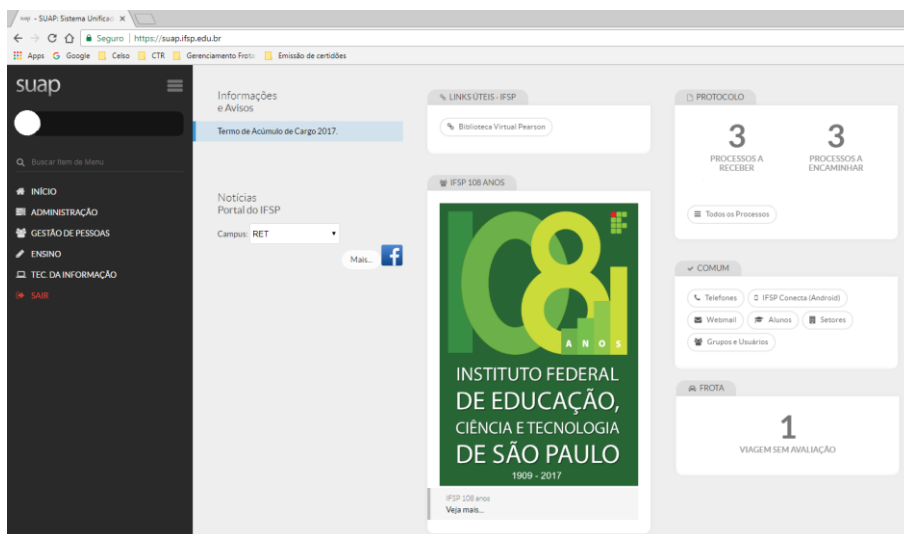 suap - SUAP: Sistema Unificad
Seguro | https://suap.ifsp.edu.br
Apps Google Celso CTR Gerenciamento Frota Emissão de certidões
suap
Buscar Item de Menu
INÍCIO
ADMINISTRAÇÃO
GESTÃO DE PESSOAS
ENSINO
TEC. DA INFORMAÇÃO
SAIR
Informações
e Avisos
Termo de Acúmulo de Cargo 2017.
Notícias
Portal do IFSP
Campus: RET
Mais...
LINKS ÚTEIS - IFSP
Biblioteca Virtual Pearson
IFSP 108 ANOS
108
ANOS
INSTITUTO FEDERAL
DE EDUCAÇÃO,
CIÊNCIA E TECNOLOGIA
DE SÃO PAULO
1909 - 2017
IFSP 108 anos
Veja mais...
PROTOCOLO
3
PROCESSOS A
RECEBER
3
PROCESSOS A
ENCAMINHAR
Todos os Processos
COMUM
Telefones IFSP Conecta (Android)
Webmail Alunos Setores
Grupos e Usuários
FROTA
1
VIAGEM SEM AVALIAÇÃO